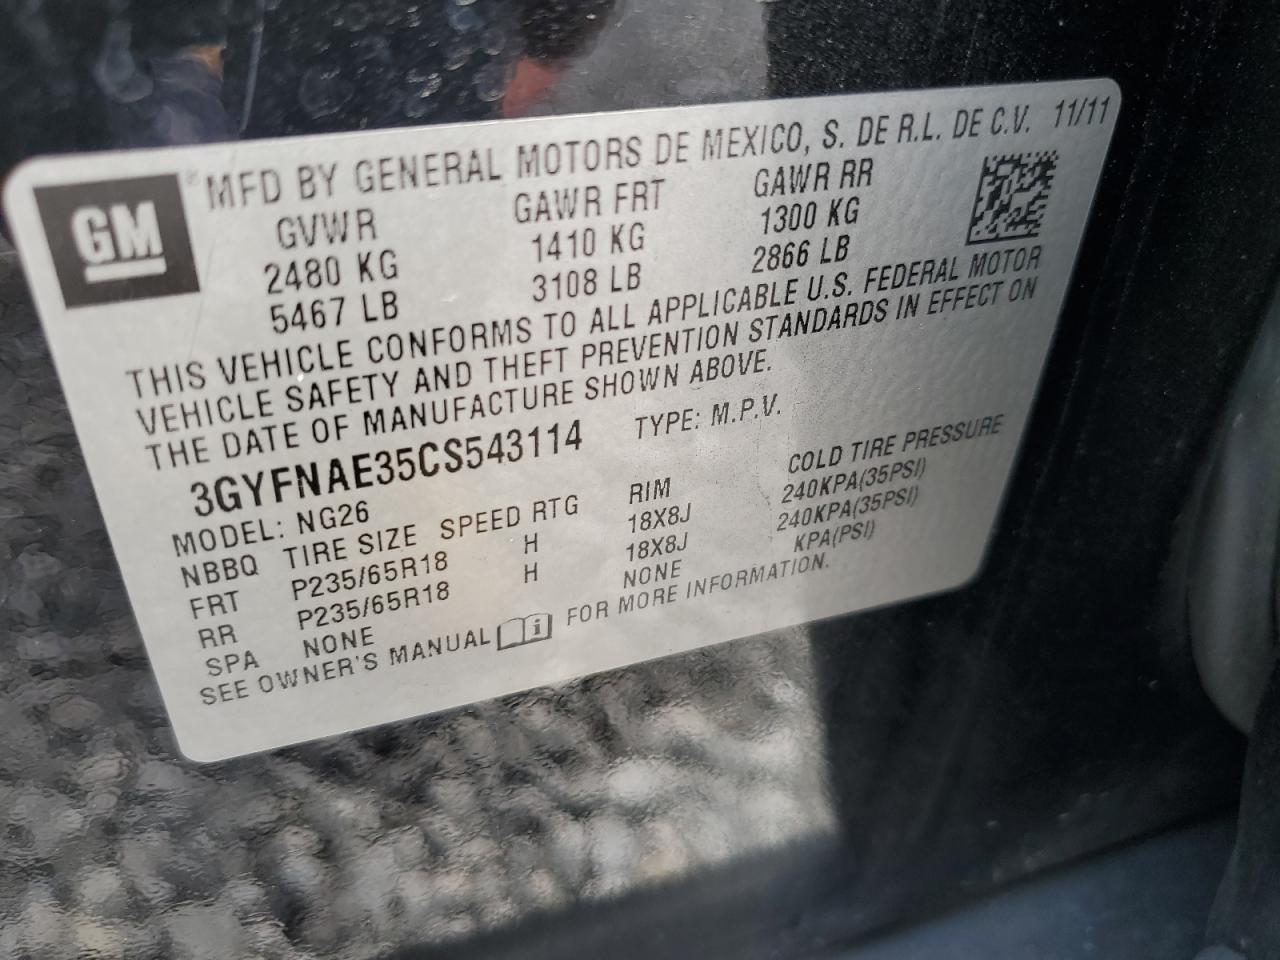 GM
® MFD BY GENERAL MOTORS DE MEXICO, S. DE R.L. DE C.V. 11/11
GVWR GAWR FRT GAWR RR
2480 KG 1410 KG 1300 KG
5467 LB 3108 LB 2866 LB
THIS VEHICLE CONFORMS TO ALL APPLICABLE U.S. FEDERAL MOTOR
VEHICLE SAFETY AND THEFT PREVENTION STANDARDS IN EFFECT ON
THE DATE OF MANUFACTURE SHOWN ABOVE.
3GYFNAE35CS543114 TYPE: M.P.V.
MODEL: NG26
NBBQ TIRE SIZE SPEED RTG RIM COLD TIRE PRESSURE
FRT P235/65R18 H 18X8J 240KPA(35PSI)
RR P235/65R18 H 18X8J 240KPA(35PSI)
SPA NONE NONE KPA(PSI)
SEE OWNER'S MANUAL i FOR MORE INFORMATION.